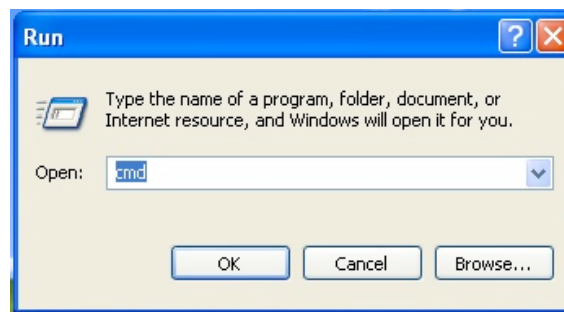 Run
Type the name of a program, folder, document, or
Internet resource, and Windows will open it for you.
Open: cmd
OK Cancel Browse...